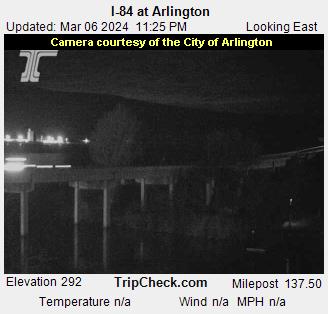 I-84 at Arlington
Updated: Mar 06 2024 11:25 PM Looking East
Camera courtesy of the City of Arlington
Elevation 292 TripCheck.com Milepost 137.50
Temperature n/a Wind n/a MPH n/a